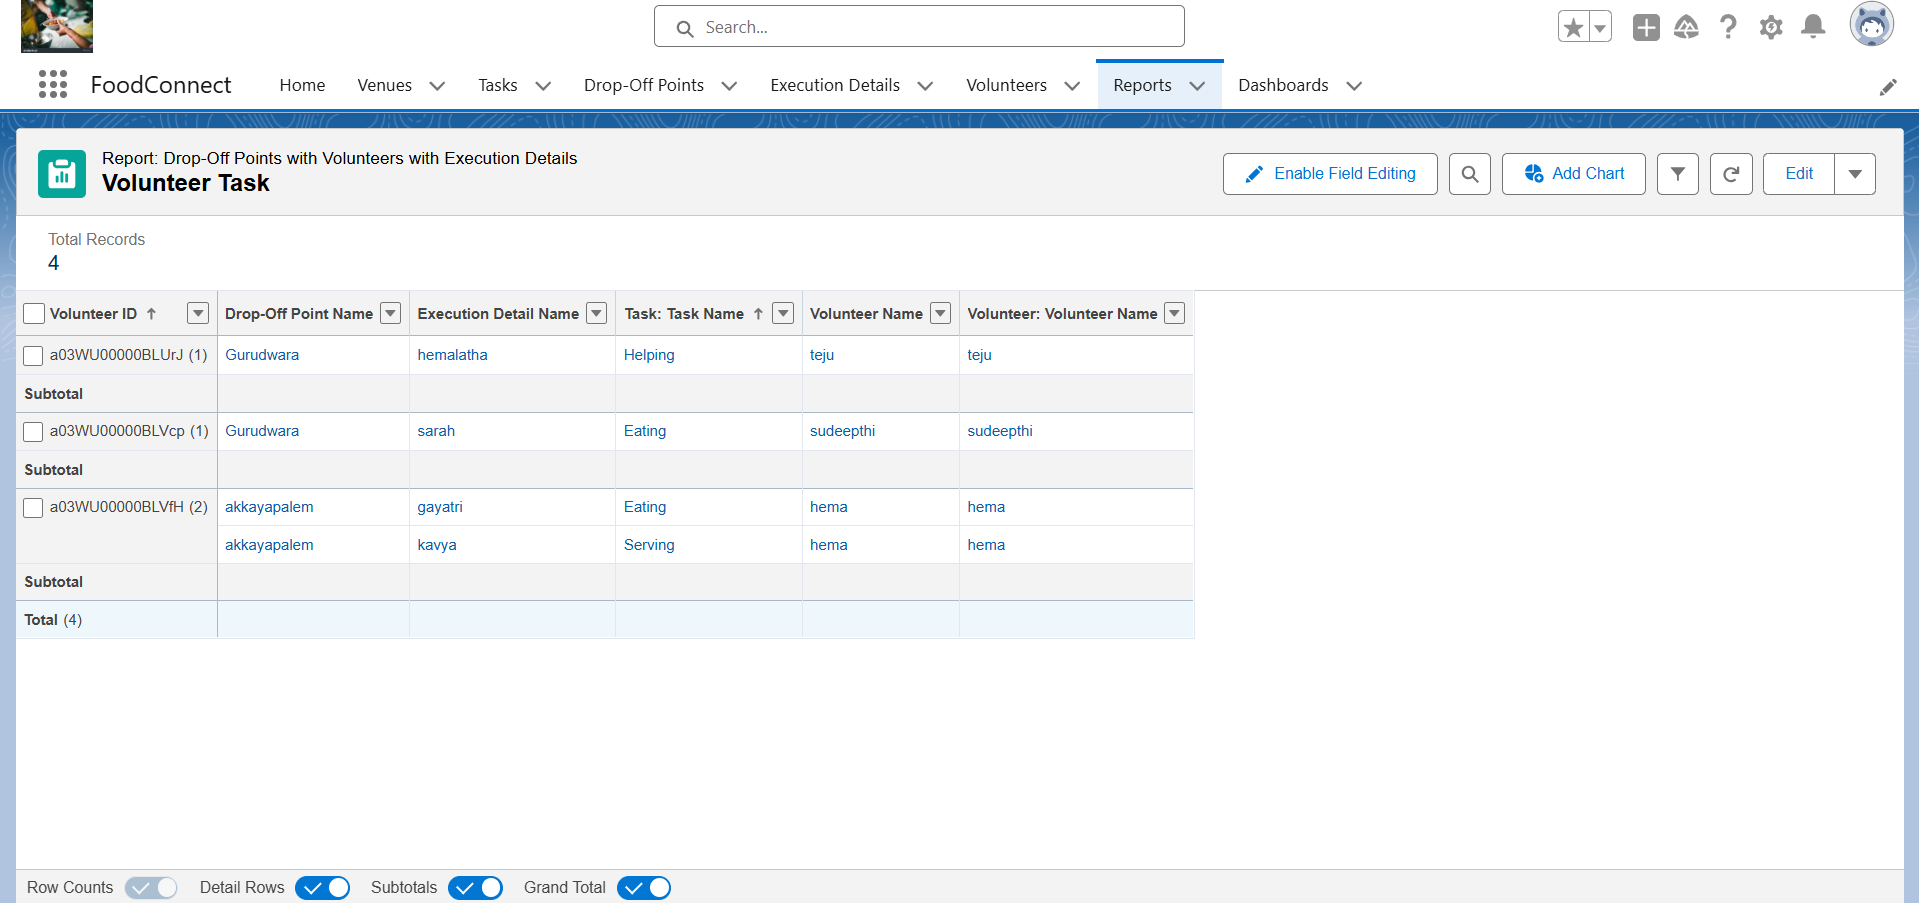 Search...
FoodConnect Home Venues Tasks Drop-Off Points Execution Details Volunteers Reports Dashboards
Report: Drop-Off Points with Volunteers with Execution Details
Volunteer Task
Enable Field Editing Add Chart Edit
Total Records
4
Volunteer ID ↑ Drop-Off Point Name Execution Detail Name Task: Task Name ↑ Volunteer Name Volunteer: Volunteer Name
a03WU00000BLUrJ (1) Gurudwara hemalatha Helping teju teju
Subtotal
a03WU00000BLVcp (1) Gurudwara sarah Eating sudeepthi sudeepthi
Subtotal
a03WU00000BLVfH (2) akkayapalem gayatri Eating hema hema
akkayapalem kavya Serving hema hema
Subtotal
Total (4)
Row Counts Detail Rows Subtotals Grand Total